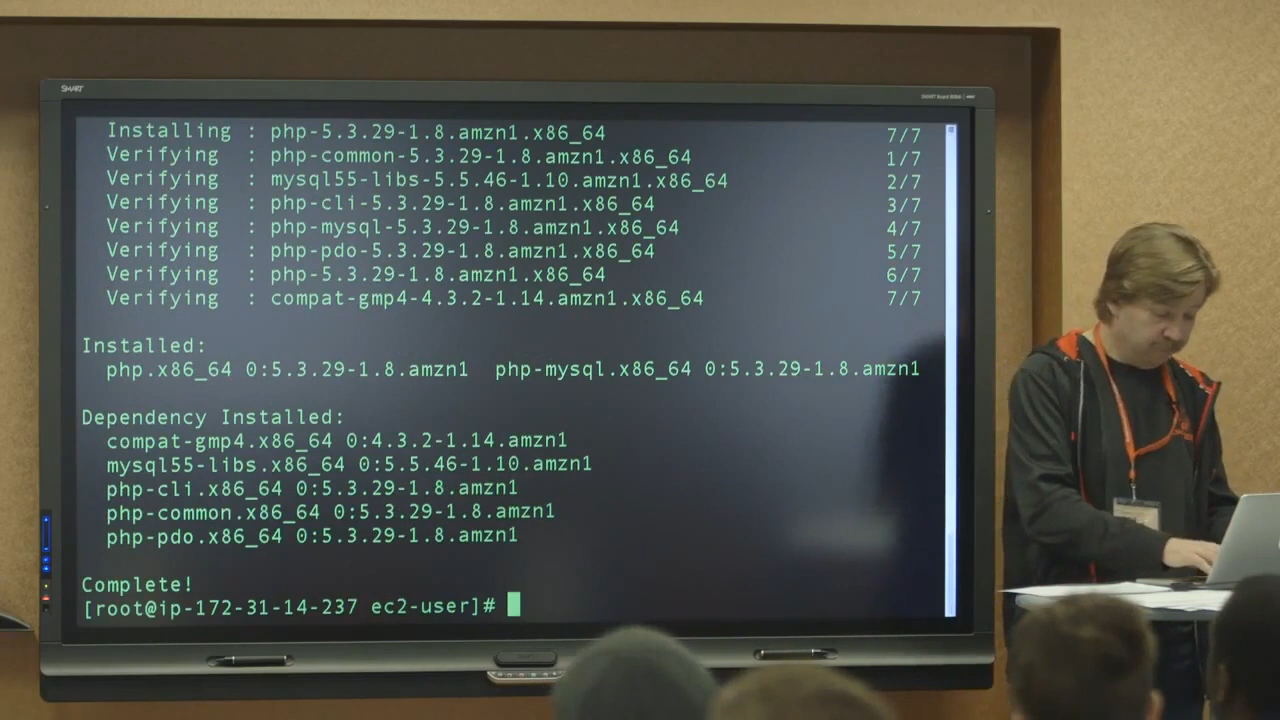 SMART
SMART Board 8084i
Installing : php-5.3.29-1.8.amzn1.x86_64 7/7
Verifying : php-common-5.3.29-1.8.amzn1.x86_64 1/7
Verifying : mysql55-libs-5.5.46-1.10.amzn1.x86_64 2/7
Verifying : php-cli-5.3.29-1.8.amzn1.x86_64 3/7
Verifying : php-mysql-5.3.29-1.8.amzn1.x86_64 4/7
Verifying : php-pdo-5.3.29-1.8.amzn1.x86_64 5/7
Verifying : php-5.3.29-1.8.amzn1.x86_64 6/7
Verifying : compat-gmp4-4.3.2-1.14.amzn1.x86_64 7/7
Installed:
php.x86_64 0:5.3.29-1.8.amzn1 php-mysql.x86_64 0:5.3.29-1.8.amzn1
Dependency Installed:
compat-gmp4.x86_64 0:4.3.2-1.14.amzn1
mysql55-libs.x86_64 0:5.5.46-1.10.amzn1
php-cli.x86_64 0:5.3.29-1.8.amzn1
php-common.x86_64 0:5.3.29-1.8.amzn1
php-pdo.x86_64 0:5.3.29-1.8.amzn1
Complete!
[root@ip-172-31-14-237 ec2-user]#